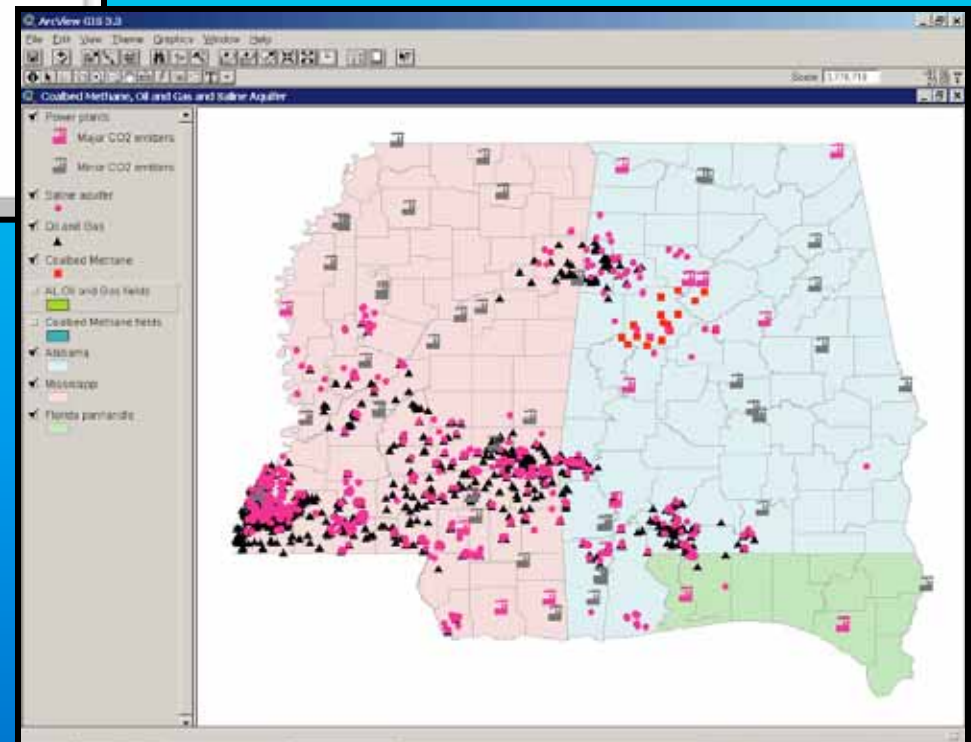 ArcView GIS 3.3
File Edit View Theme Graphics Window Help
Scale
Coalbed Methane, Oil and Gas and Saline Aquifer
Power plants
Major CO2 emitters
Minor CO2 emitters
Saline aquifer
Oil and Gas
Coalbed Methane
AL Oil and Gas fields
Coalbed Methane fields
Alabama
Mississippi
Florida panhandle